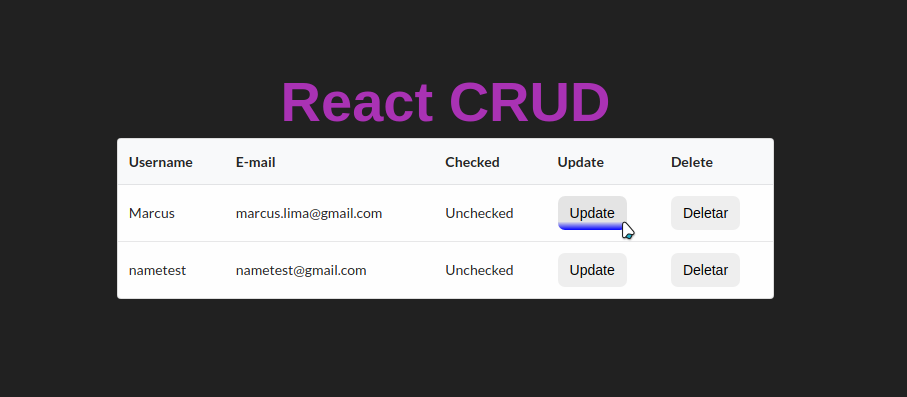 React CRUD
Username E-mail Checked Update Delete
Marcus marcus.lima@gmail.com Unchecked Update Deletar
nametest nametest@gmail.com Unchecked Update Deletar